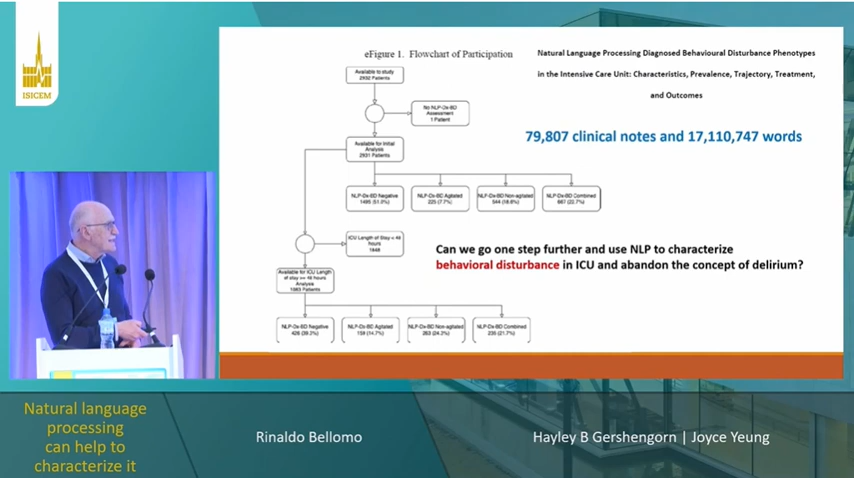 ISICEM
eFigure 1. Flowchart of Participation
Available to study
2932 Patients
No NLP-Dx-BD
Assessment
1 Patient
Available for Initial
Analysis
2931 Patients
NLP-Dx-BD Negative
1495 (51.0%)
NLP-Dx-BD Agitated
225 (7.7%)
NLP-Dx-BD Non-agitated
544 (18.6%)
NLP-Dx-BD Combined
667 (22.7%)
ICU Length of Stay <
hours
1848
Available for ICU Length
of stay >= hours
Analysis
1083 Patients
NLP-Dx-BD Negative
426 (39.3%)
NLP-Dx-BD Agitated
159 (14.7%)
NLP-Dx-BD Non-agitated
263 (24.3%)
NLP-Dx-BD Combined
235 (21.7%)
Natural Language Processing Diagnosed Behavioural Disturbance Phenotypes
in the Intensive Care Unit: Characteristics, Prevalence, Trajectory, Treatment,
and Outcomes
79,807 clinical notes and 17,110,747 words
Can we go one step further and use NLP to characterize
behavioral disturbance in ICU and abandon the concept of delirium?
Natural language
processing
can help to
characterize it
Rinaldo Bellomo
Hayley B Gershengorn | Joyce Yeung